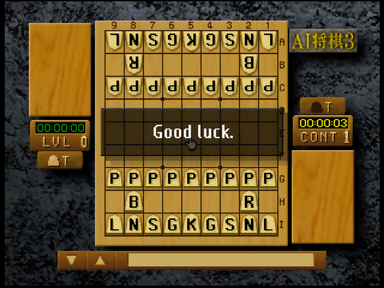 9 8 7 6 5 4 3 2 1
L N S G K G S N L A
R B B
P P P P P P P P P C
AI将棋3
Good luck.
00:00:00
LVL 0
T
T
00:00:03
CONT 1
P P P P P P P P P G
B R H
L N S G K G S N L I